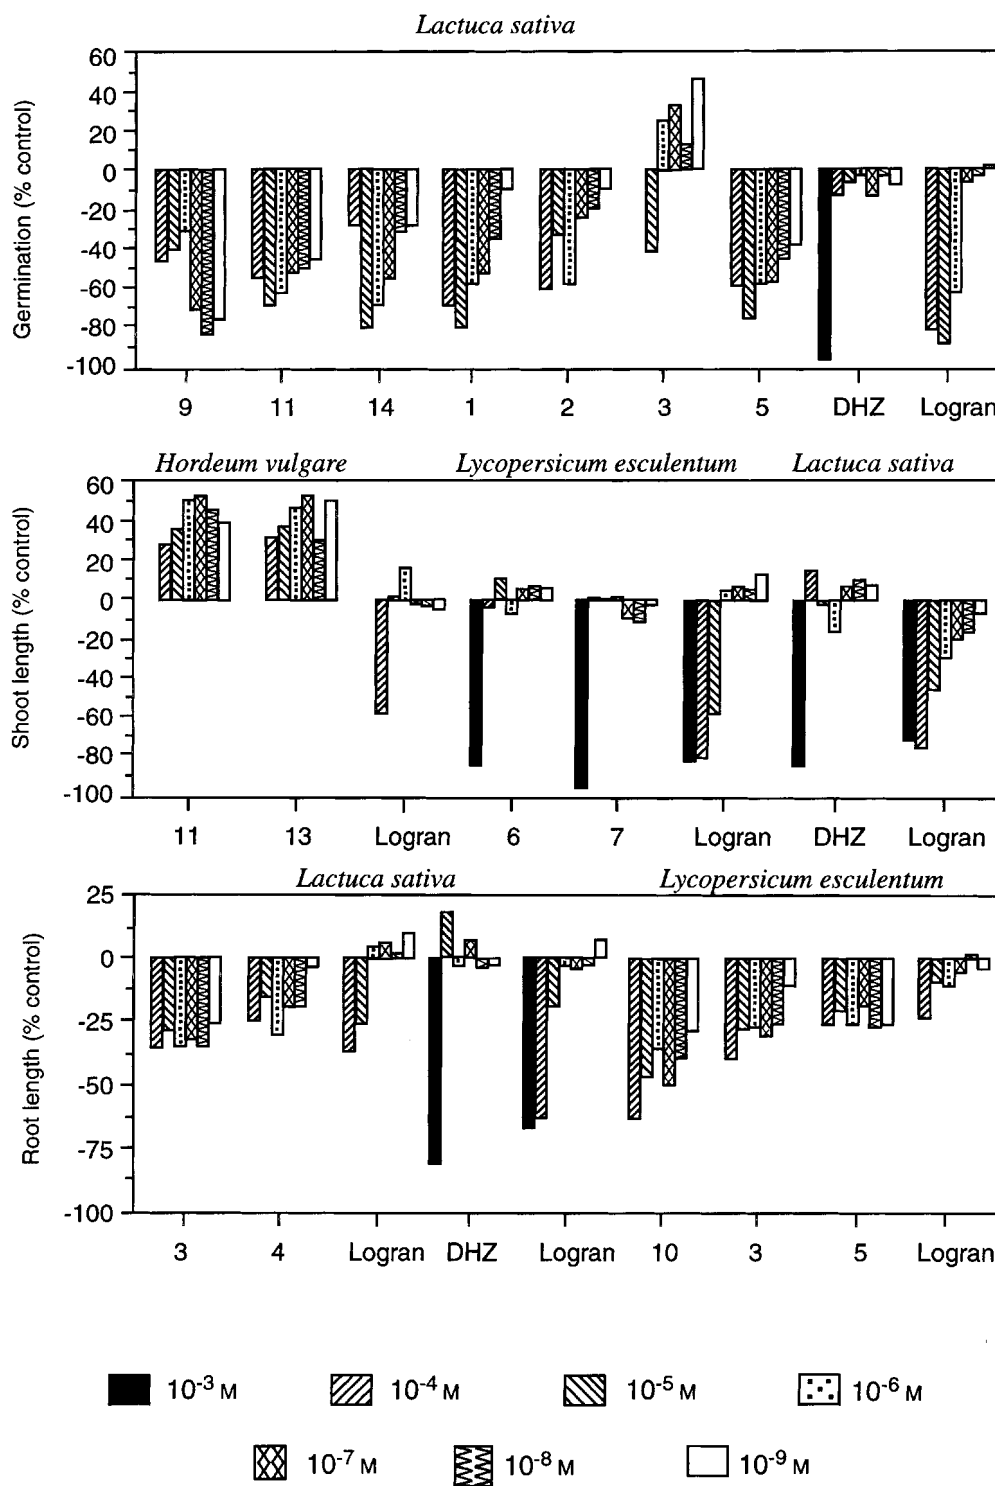 Lactuca sativa
Germination (% control)
60
40
20
0
-20
-40
-60
-80
-100
9 11 14 1 2 3 5 DHZ Logran
Hordeum vulgare Lycopersicum esculentum Lactuca sativa
Shoot length (% control)
60
40
20
0
-20
-40
-60
-80
-100
11 13 Logran 6 7 Logran DHZ Logran
Lactuca sativa Lycopersicum esculentum
Root length (% control)
25
0
-25
-50
-75
-100
3 4 Logran DHZ Logran 10 3 5 Logran
10⁻³ M 10⁻⁴ M 10⁻⁵ M 10⁻⁶ M
10⁻⁷ M 10⁻⁸ M 10⁻⁹ M